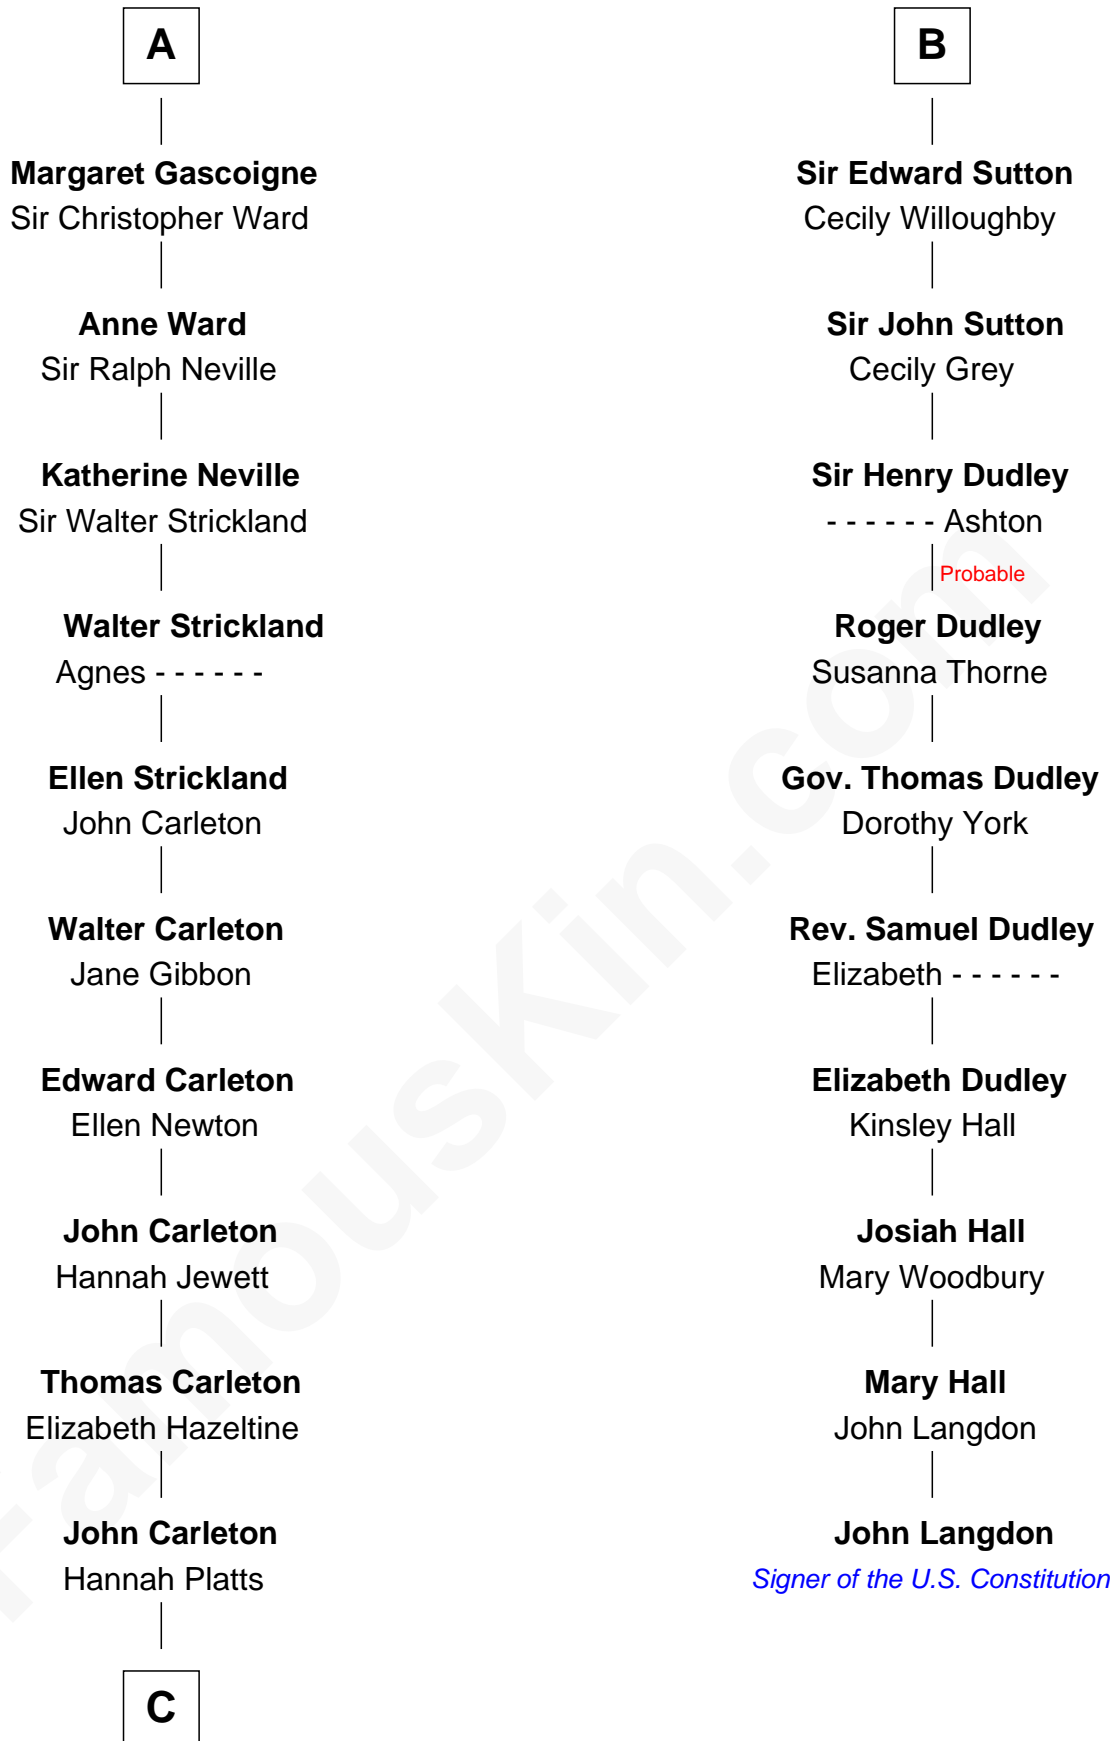 A
Margaret Gascoigne
Sir Christopher Ward
Anne Ward
Sir Ralph Neville
Katherine Neville
Sir Walter Strickland
Walter Strickland
Agnes - - - - - -
Ellen Strickland
John Carleton
Walter Carleton
Jane Gibbon
Edward Carleton
Ellen Newton
John Carleton
Hannah Jewett
Thomas Carleton
Elizabeth Hazeltine
John Carleton
Hannah Platts
C
B
Sir Edward Sutton
Cecily Willoughby
Sir John Sutton
Cecily Grey
Sir Henry Dudley
- - - - - - Ashton
Probable
Roger Dudley
Susanna Thorne
Gov. Thomas Dudley
Dorothy York
Rev. Samuel Dudley
Elizabeth - - - - - -
Elizabeth Dudley
Kinsley Hall
Josiah Hall
Mary Woodbury
Mary Hall
John Langdon
John Langdon
Signer of the U.S. Constitution
FamousKin.com